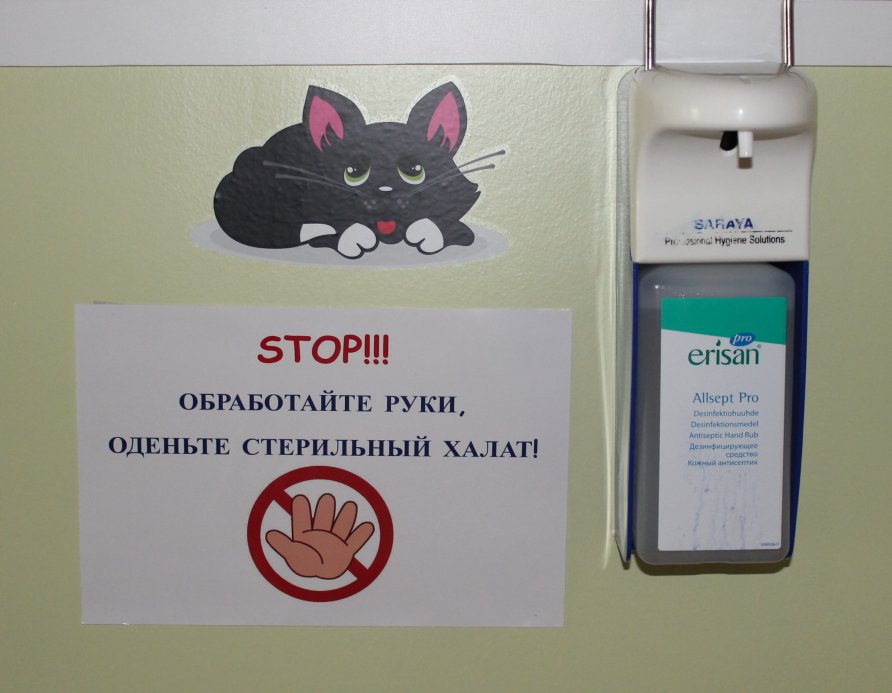 STOP!!!
ОБРАБОТАЙТЕ РУКИ,
ОДЕНЬТЕ СТЕРИЛЬНЫЙ ХАЛАТ!
SARAYA
Professional Hygiene Solutions
pro
erisan
Allsept Pro
Desinfektiohuuhde
Desinfektionsmedel
Antiseptic Hand Rub
Дезинфицирующее
средство
Кожный антисептик